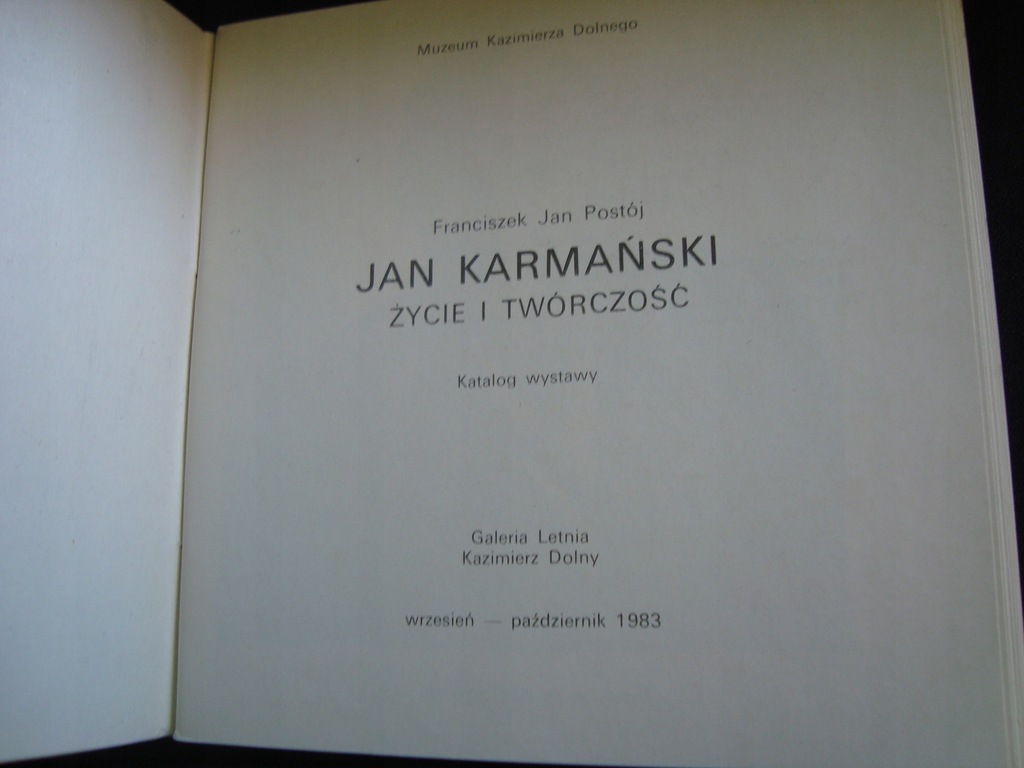 Muzeum Kazimierza Dolnego
Franciszek Jan Postój
JAN KARMAŃSKI
ŻYCIE I TWÓRCZOŚĆ
Katalog wystawy
Galeria Letnia
Kazimierz Dolny
wrzesień — październik 1983